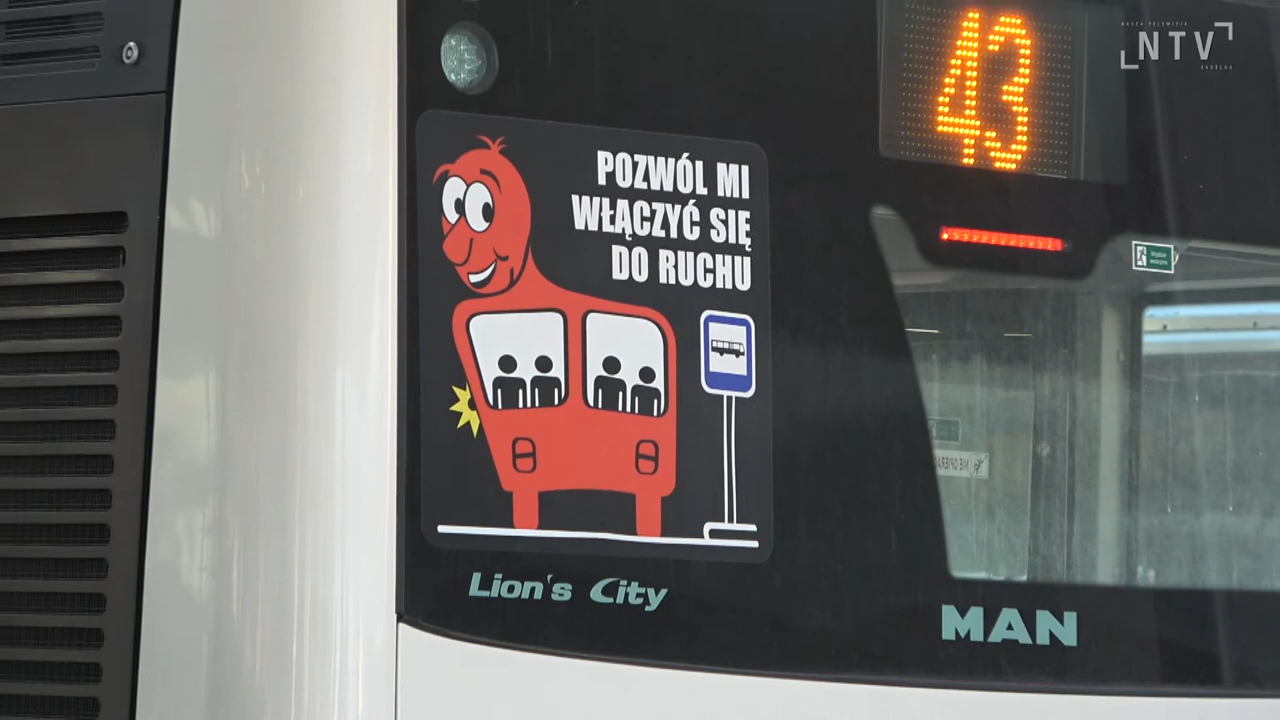 43
NTV
POZWÓL MI
WŁĄCZYĆ SIĘ
DO RUCHU
Lion's City
MAN